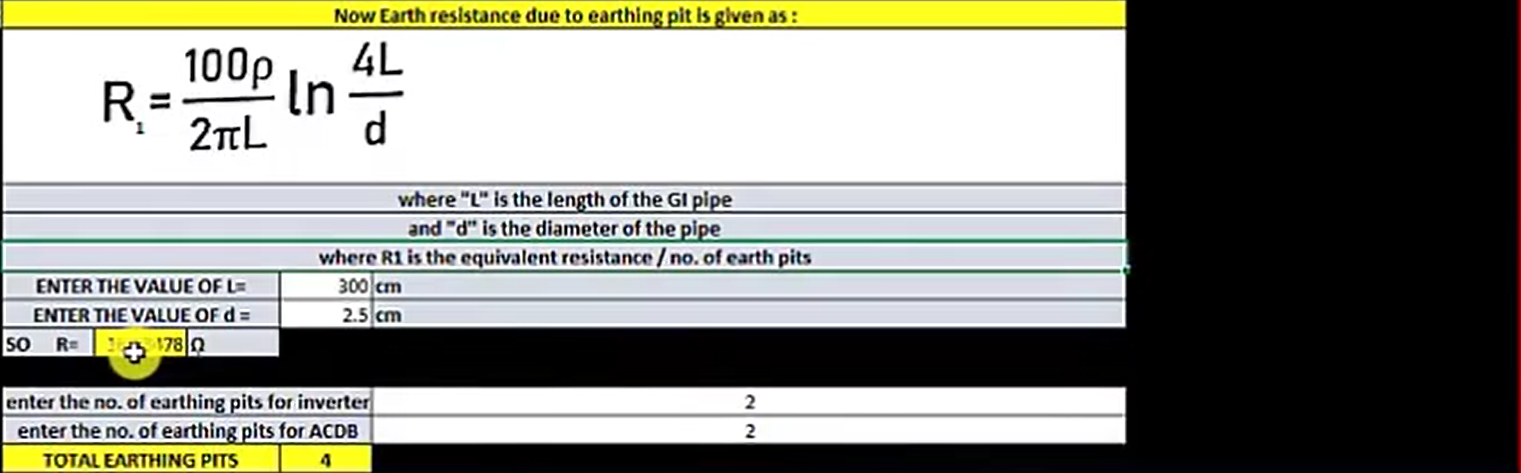 Now Earth resistance due to earthing pit is given as :
R₁ = 100ρ/2πL ln 4L/d
where "L" is the length of the GI pipe
and "d" is the diameter of the pipe
where R1 is the equivalent resistance / no. of earth pits
ENTER THE VALUE OF L= 300 cm
ENTER THE VALUE OF d = 2.5 cm
SO R= Ω
enter the no. of earthing pits for inverter 2
enter the no. of earthing pits for ACDB 2
TOTAL EARTHING PITS 4